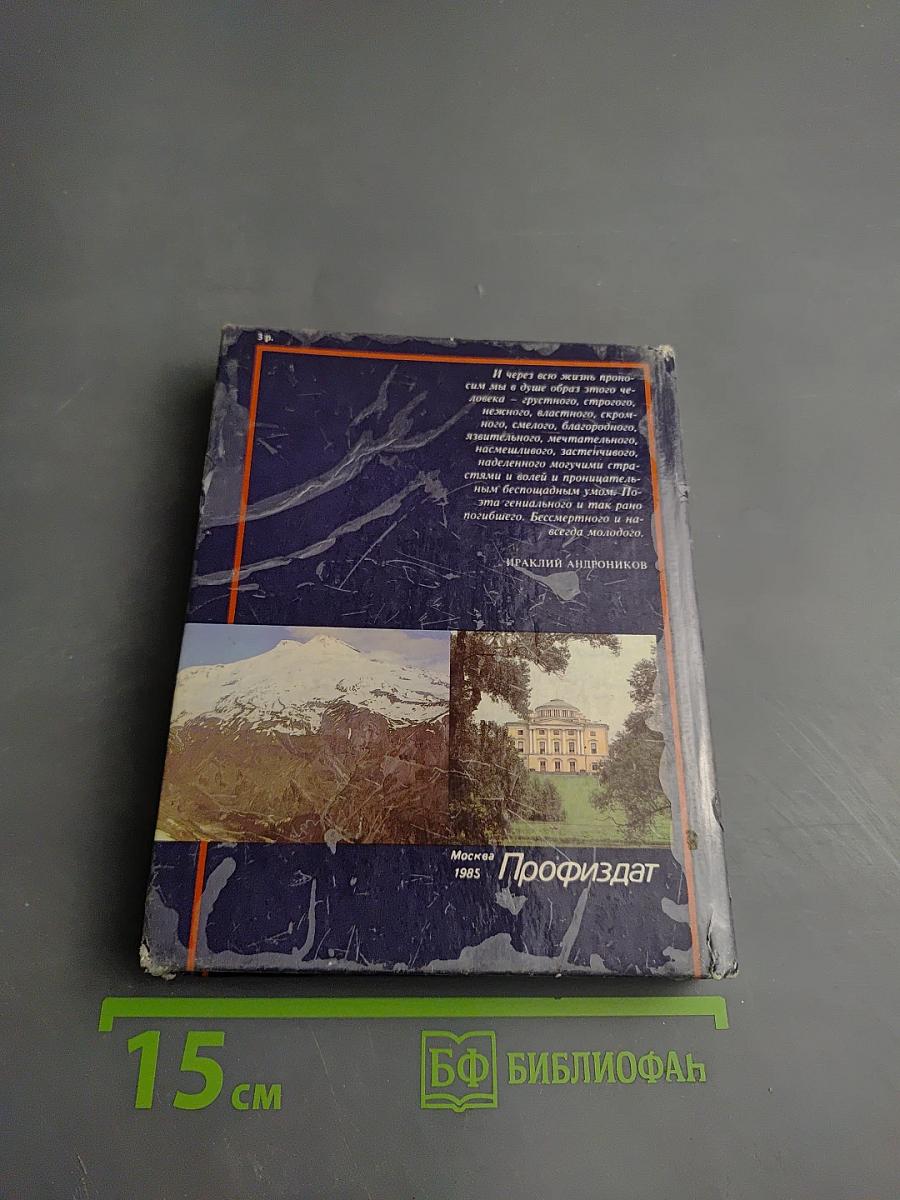 3 р.
И через всю жизнь проно-
сим мы в душе образ этого че-
ловека – грустного, строгого,
нежного, властного, скром-
ного, смелого, благородного,
язвительного, мечтательного,
насмешливого, застенчивого,
наделенного могучими стра-
стями и волей и проницатель-
ным беспощадным умом. По-
эта гениального и так рано
погибшего. Бессмертного и на-
всегда молодого.
ИРАКЛИЙ АНДРОНИКОВ
Москва
1985
Профиздат
15 см
БФ БИБЛИОФАҺ